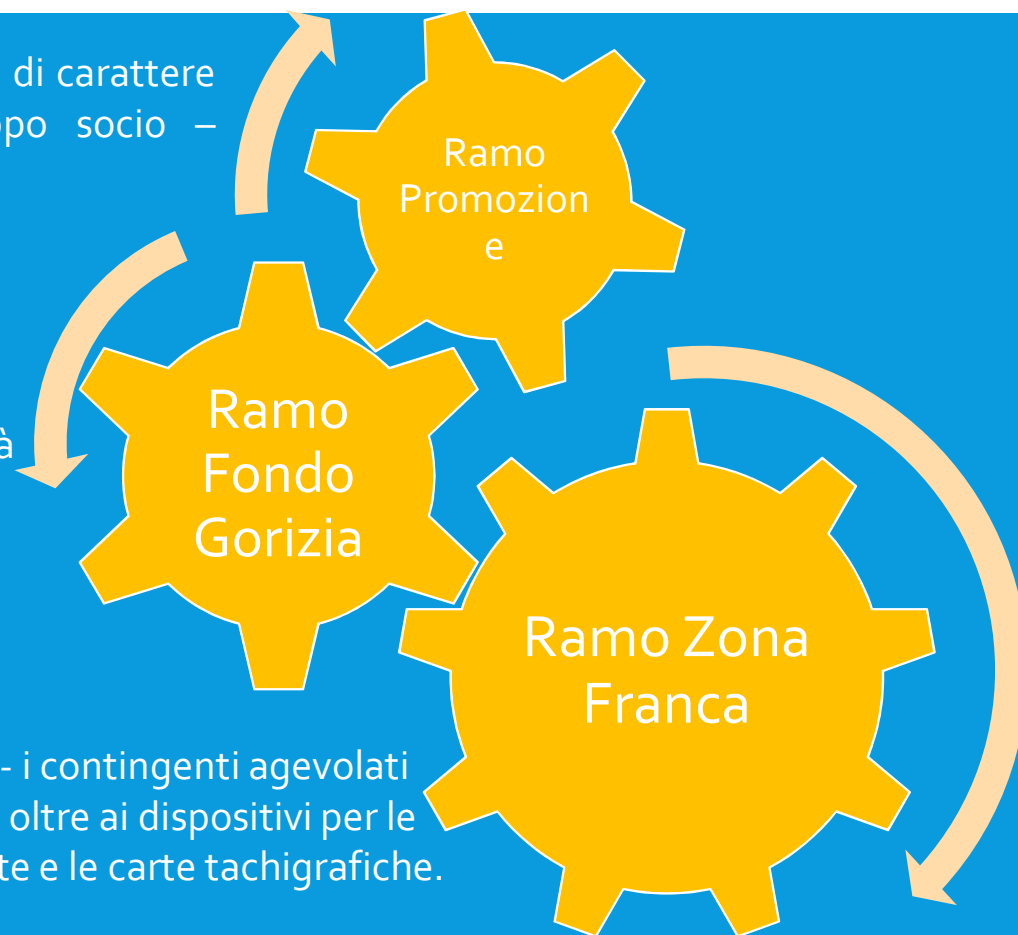 di carattere
po socio –
Ramo
Promozion
e
à
Ramo
Fondo
Gorizia
Ramo Zona
Franca
- i contingenti agevolati
oltre ai dispositivi per le
te e le carte tachigrafiche.